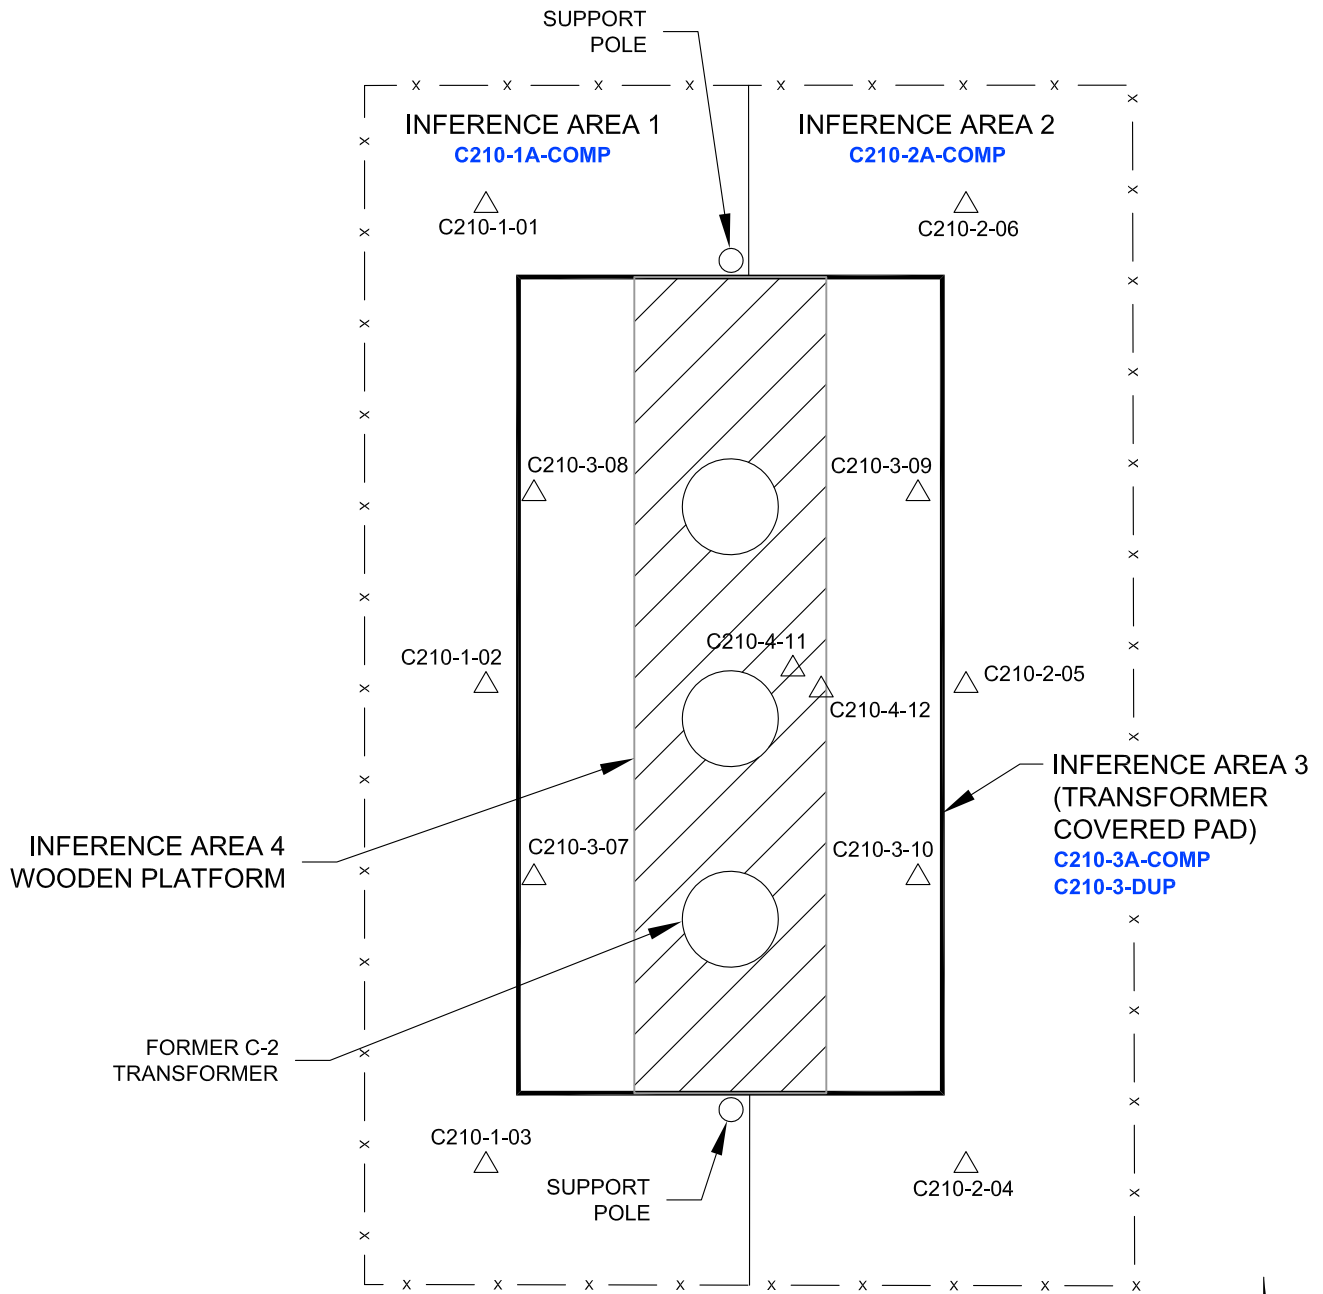 SUPPORT
POLE
INFERENCE AREA 1
C210-1A-COMP
INFERENCE AREA 2
C210-2A-COMP
C210-1-01
C210-2-06
C210-3-08
C210-3-09
C210-4-11
C210-1-02
C210-2-05
C210-4-12
INFERENCE AREA 3
(TRANSFORMER
COVERED PAD)
C210-3A-COMP
C210-3-DUP
INFERENCE AREA 4
WOODEN PLATFORM
C210-3-07
C210-3-10
FORMER C-2
TRANSFORMER
C210-1-03
SUPPORT
POLE
C210-2-04